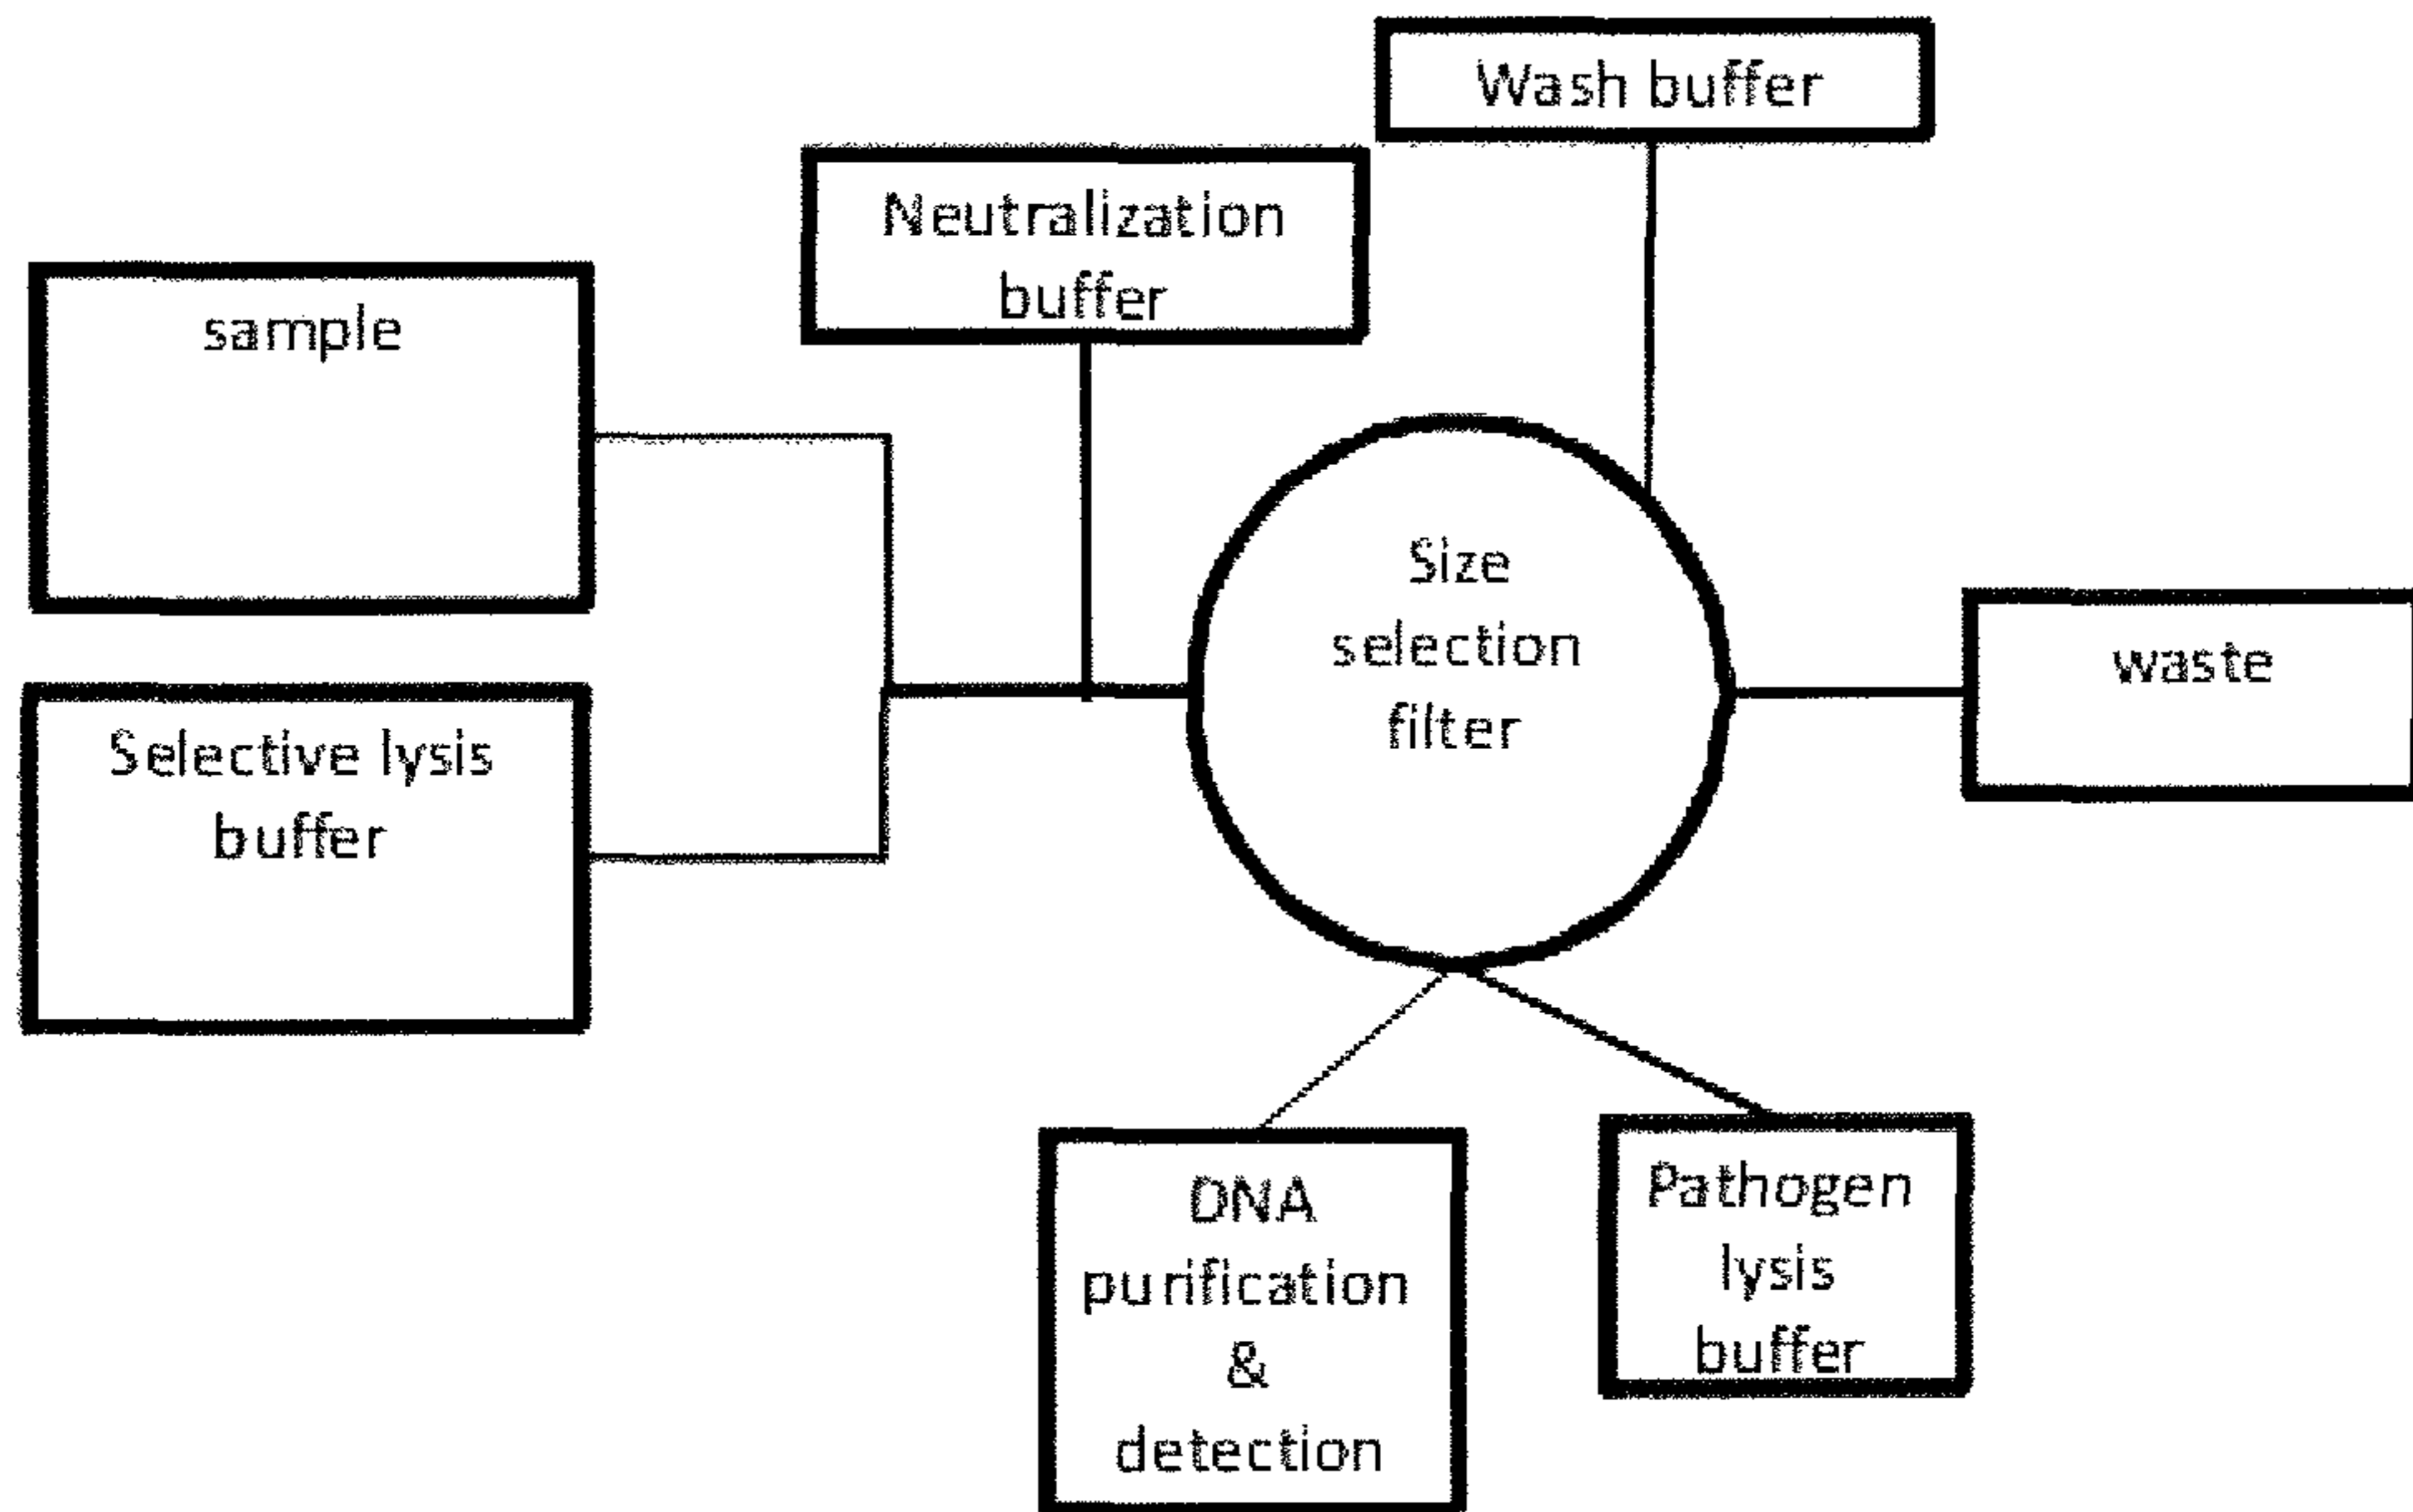 Wash buffer
Neutralization
buffer
sample
Size
selection
filter
waste
Selective lysis
buffer
DNA
purification
&
detection
Pathogen
lysis
buffer